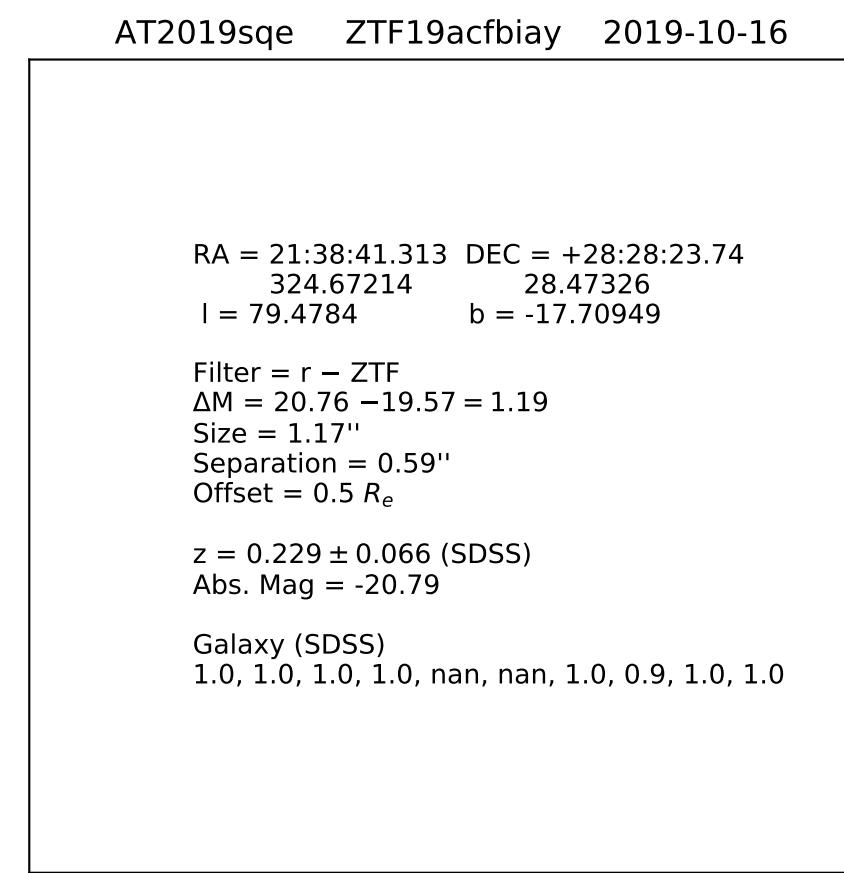 AT2019sqe ZTF19acfbiay 2019-10-16
RA = 21:38:41.313 DEC = +28:28:23.74
324.67214 28.47326
l = 79.4784 b = -17.70949
Filter = r − ZTF
ΔM = 20.76 −19.57 = 1.19
Size = 1.17''
Separation = 0.59''
Offset = 0.5 Rₑ
z = 0.229 ± 0.066 (SDSS)
Abs. Mag = -20.79
Galaxy (SDSS)
1.0, 1.0, 1.0, 1.0, nan, nan, 1.0, 0.9, 1.0, 1.0